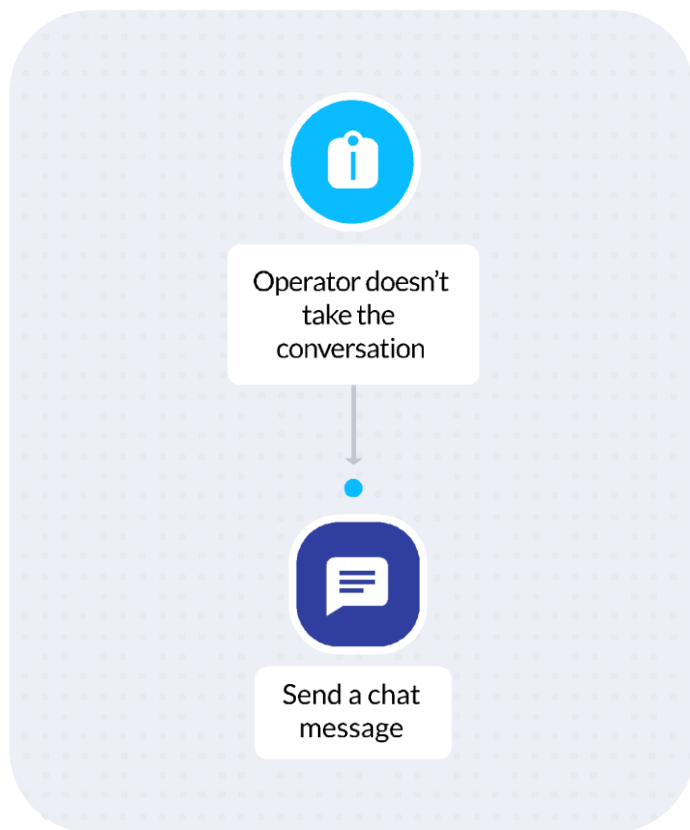 Operator doesn’t
take the
conversation
Send a chat
message